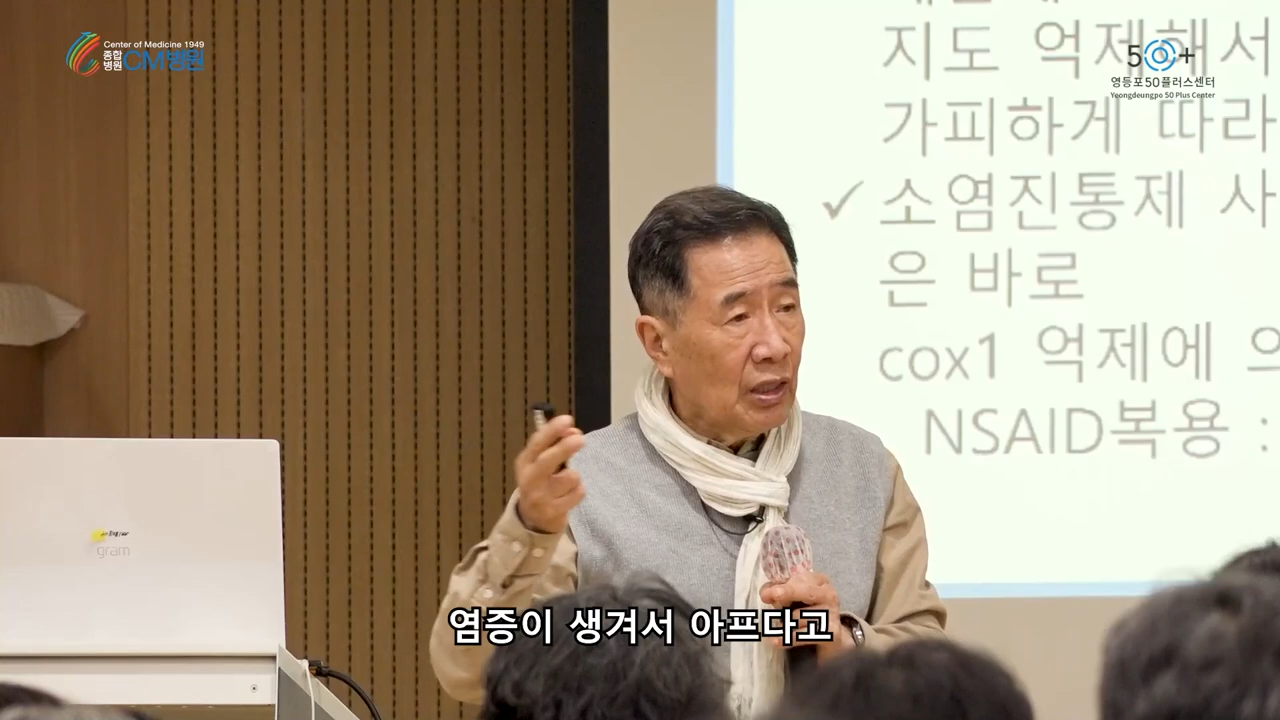 Center of Medicine 1949
종합
병원
CM병원
50+
영등포50플러스센터
Yeongdeungpo 50 Plus Center
지도 억제해서
가피하게 따라
✓소염진통제 사
은 바로
cox1 억제에 의
NSAID복용 :
gram
염증이 생겨서 아프다고